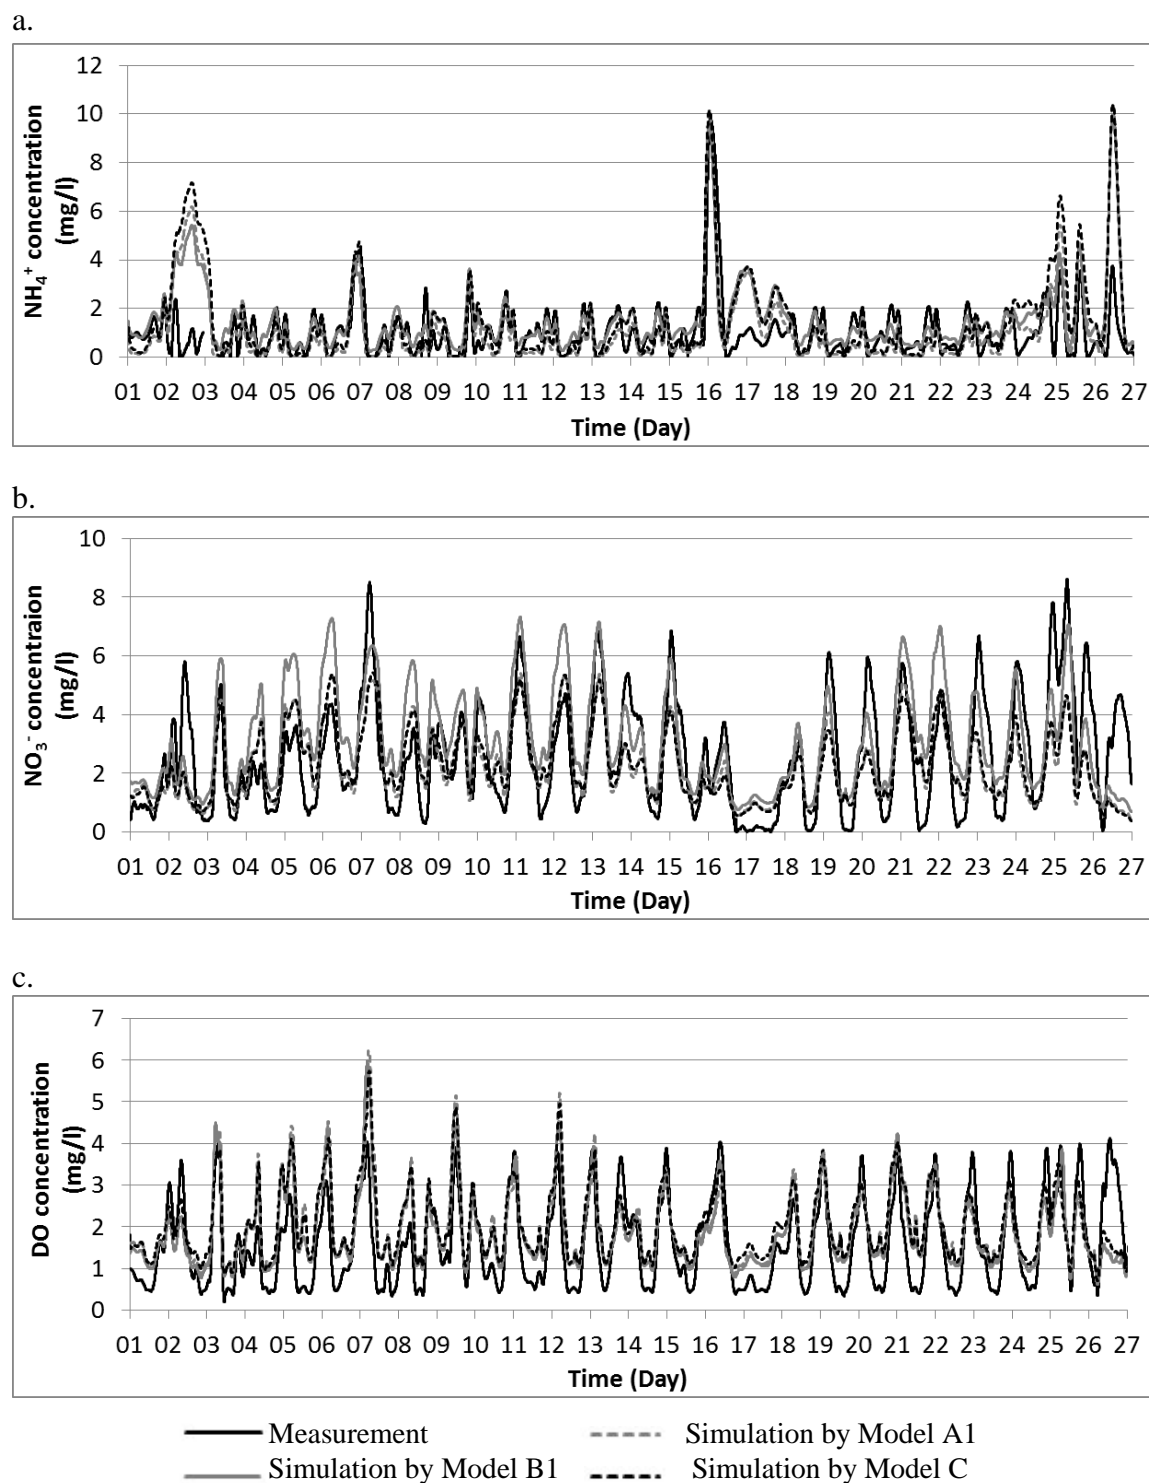 a.
12
10
8
6
4
2
0
NH4+ concentration
(mg/l)
01 02 03 04 05 06 07 08 09 10 11 12 13 14 15 16 17 18 19 20 21 22 23 24 25 26 27
Time (Day)
b.
10
8
6
4
2
0
NO3- concentraion
(mg/l)
01 02 03 04 05 06 07 08 09 10 11 12 13 14 15 16 17 18 19 20 21 22 23 24 25 26 27
Time (Day)
c.
7
6
5
4
3
2
1
0
DO concentration
(mg/l)
01 02 03 04 05 06 07 08 09 10 11 12 13 14 15 16 17 18 19 20 21 22 23 24 25 26 27
Time (Day)
Measurement
Simulation by Model A1
Simulation by Model B1
Simulation by Model C